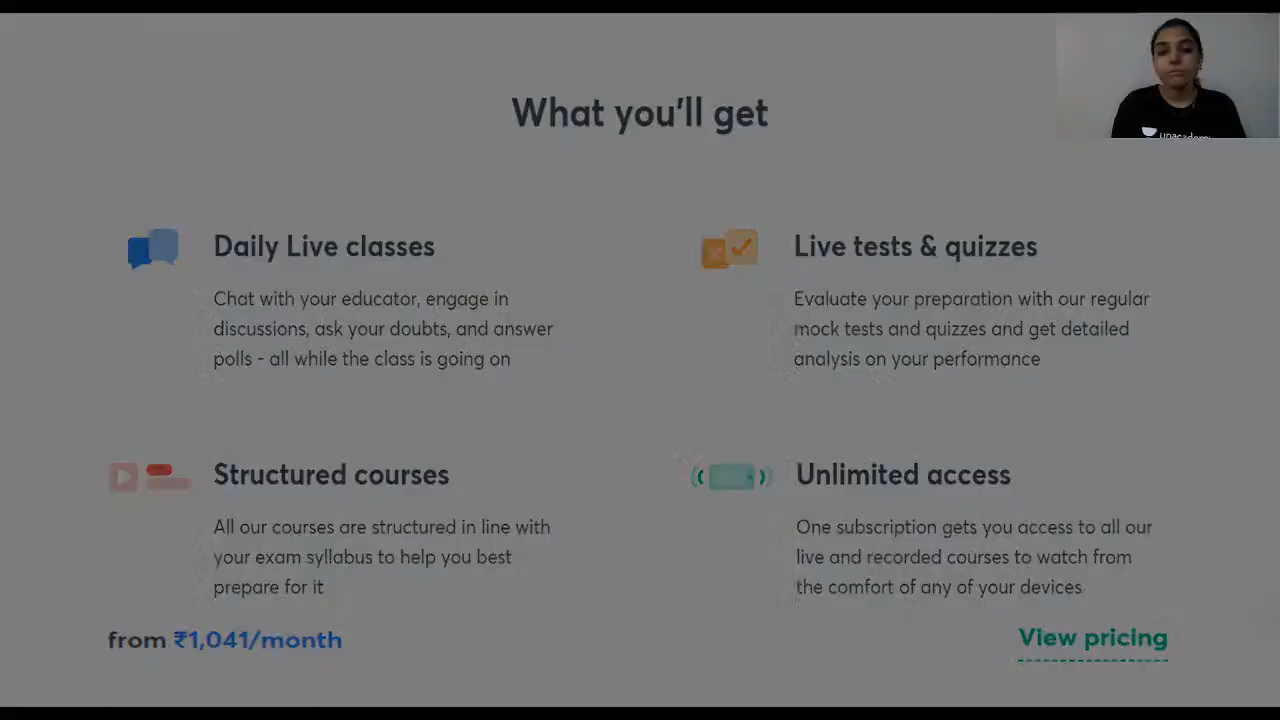 What you'll get
Daily Live classes
Chat with your educator, engage in
discussions, ask your doubts, and answer
polls - all while the class is going on
Live tests & quizzes
Evaluate your preparation with our regular
mock tests and quizzes and get detailed
analysis on your performance
Structured courses
All our courses are structured in line with
your exam syllabus to help you best
prepare for it
Unlimited access
One subscription gets you access to all our
live and recorded courses to watch from
the comfort of any of your devices
from ₹1,041/month
View pricing
unacademy